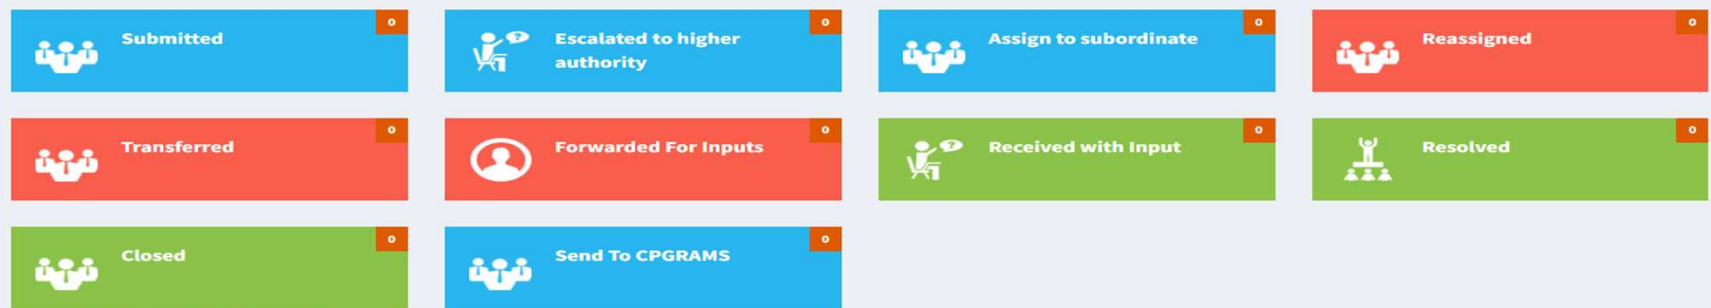 Submitted
0
Escalated to higher
authority
0
Assign to subordinate
0
Reassigned
0
Transferred
0
Forwarded For Inputs
0
Received with Input
0
Resolved
0
Closed
0
Send To CPGRAMS
0